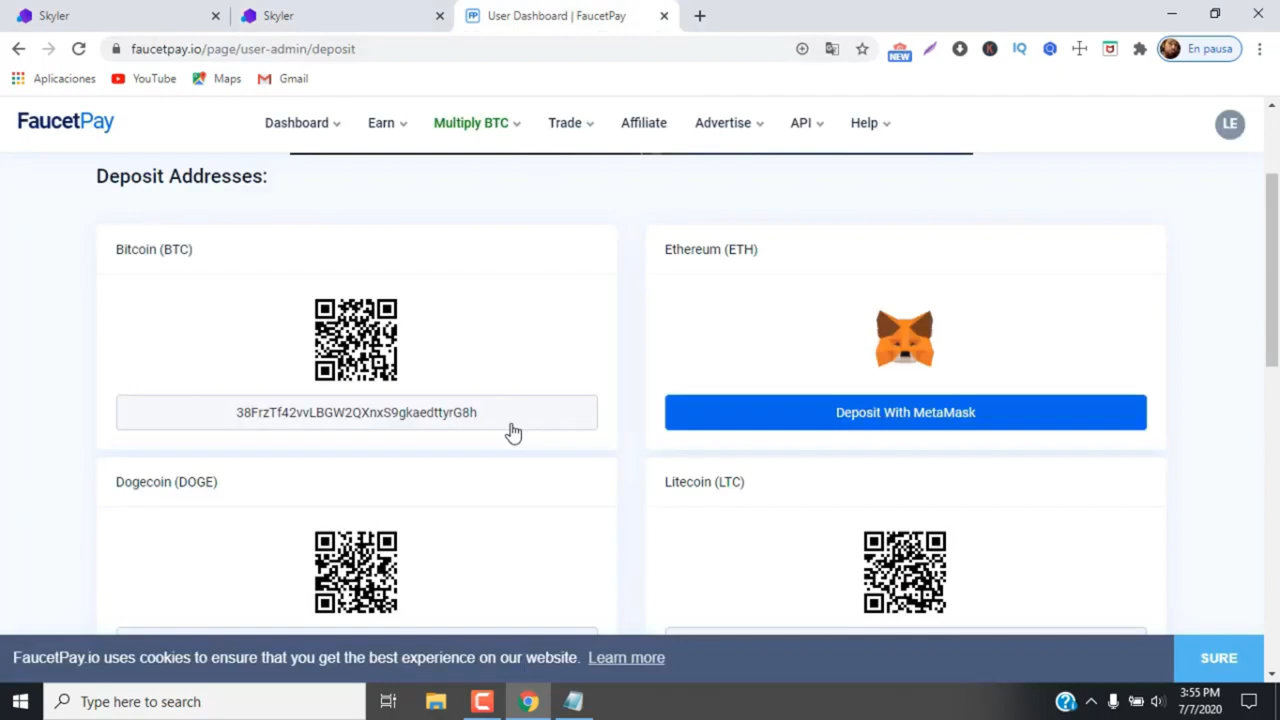 Skyler
Skyler
User Dashboard | FaucetPay
faucetpay.io/page/user-admin/deposit
NEW
IQ
En pausa
Aplicaciones
YouTube
Maps
Gmail
FaucetPay
Dashboard
Earn
Multiply BTC
Trade
Affiliate
Advertise
API
Help
LE
Deposit Addresses:
Bitcoin (BTC)
Ethereum (ETH)
38FrzTf42vvLBGW2QXnxS9gkaedttyrG8h
Deposit With MetaMask
Dogecoin (DOGE)
Litecoin (LTC)
FaucetPay.io uses cookies to ensure that you get the best experience on our website. Learn more
SURE
Type here to search
3:55 PM
7/7/2020